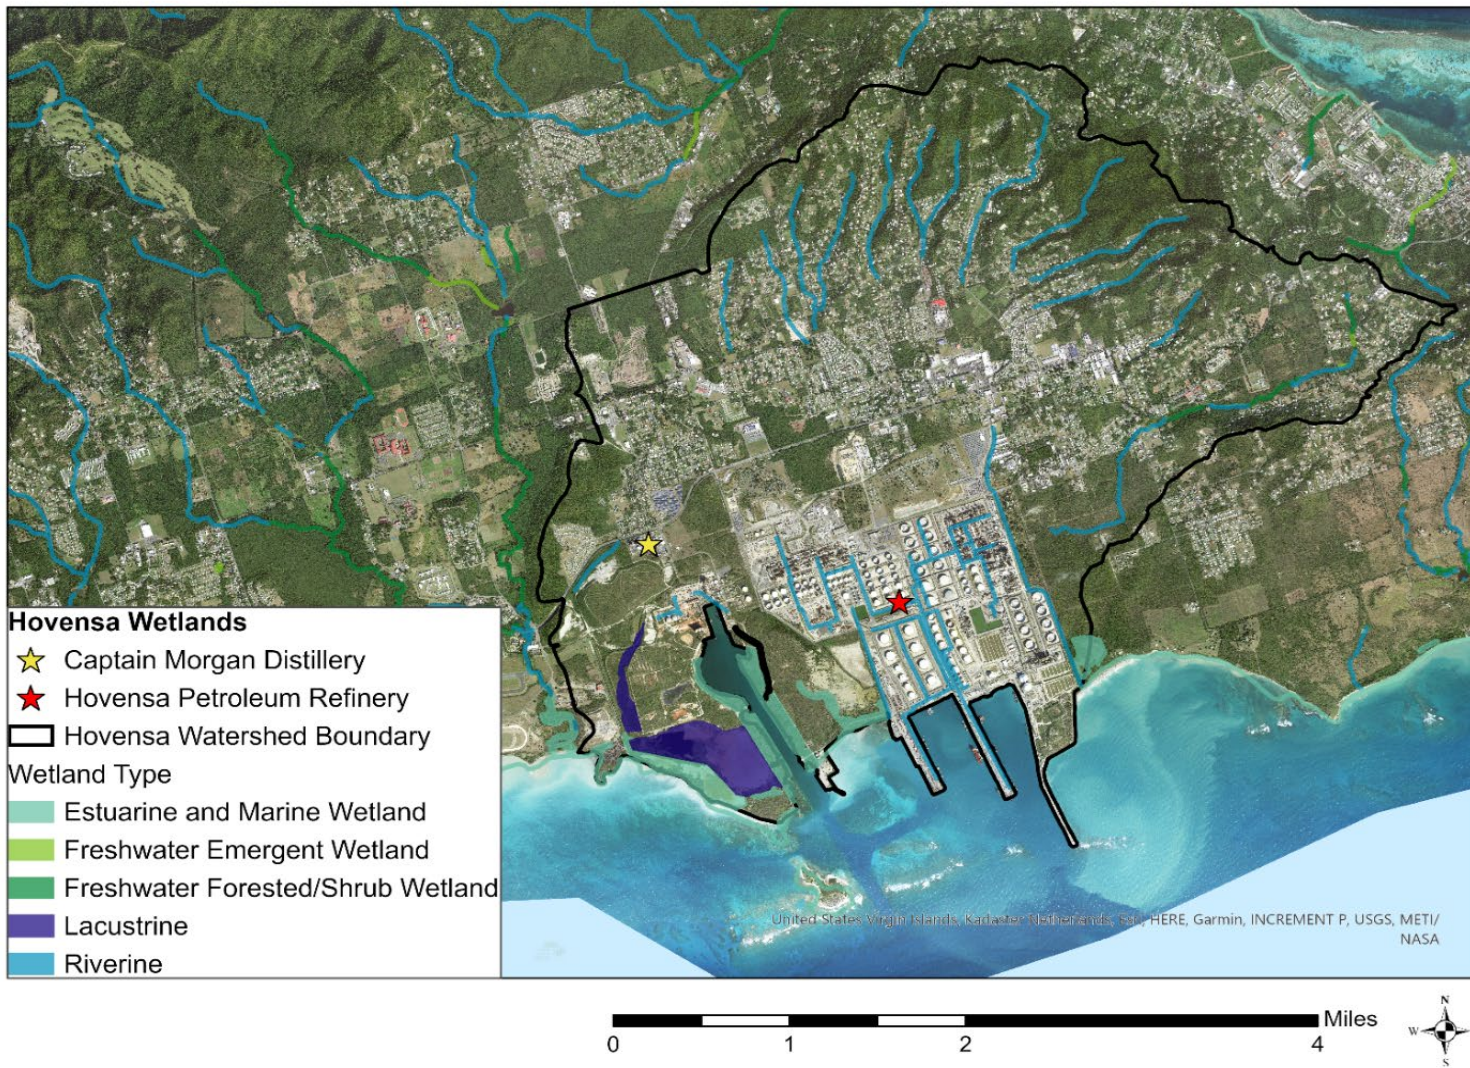 Hovensa Wetlands
Captain Morgan Distillery
Hovensa Petroleum Refinery
Hovensa Watershed Boundary
Wetland Type
Estuarine and Marine Wetland
Freshwater Emergent Wetland
Freshwater Forested/Shrub Wetland
Lacustrine
Riverine
United States Virgin Islands, Kadaster Netherlands, Esri, HERE, Garmin, INCREMENT P, USGS, METI/
NASA
Miles
0 1 2 4
N
W
S